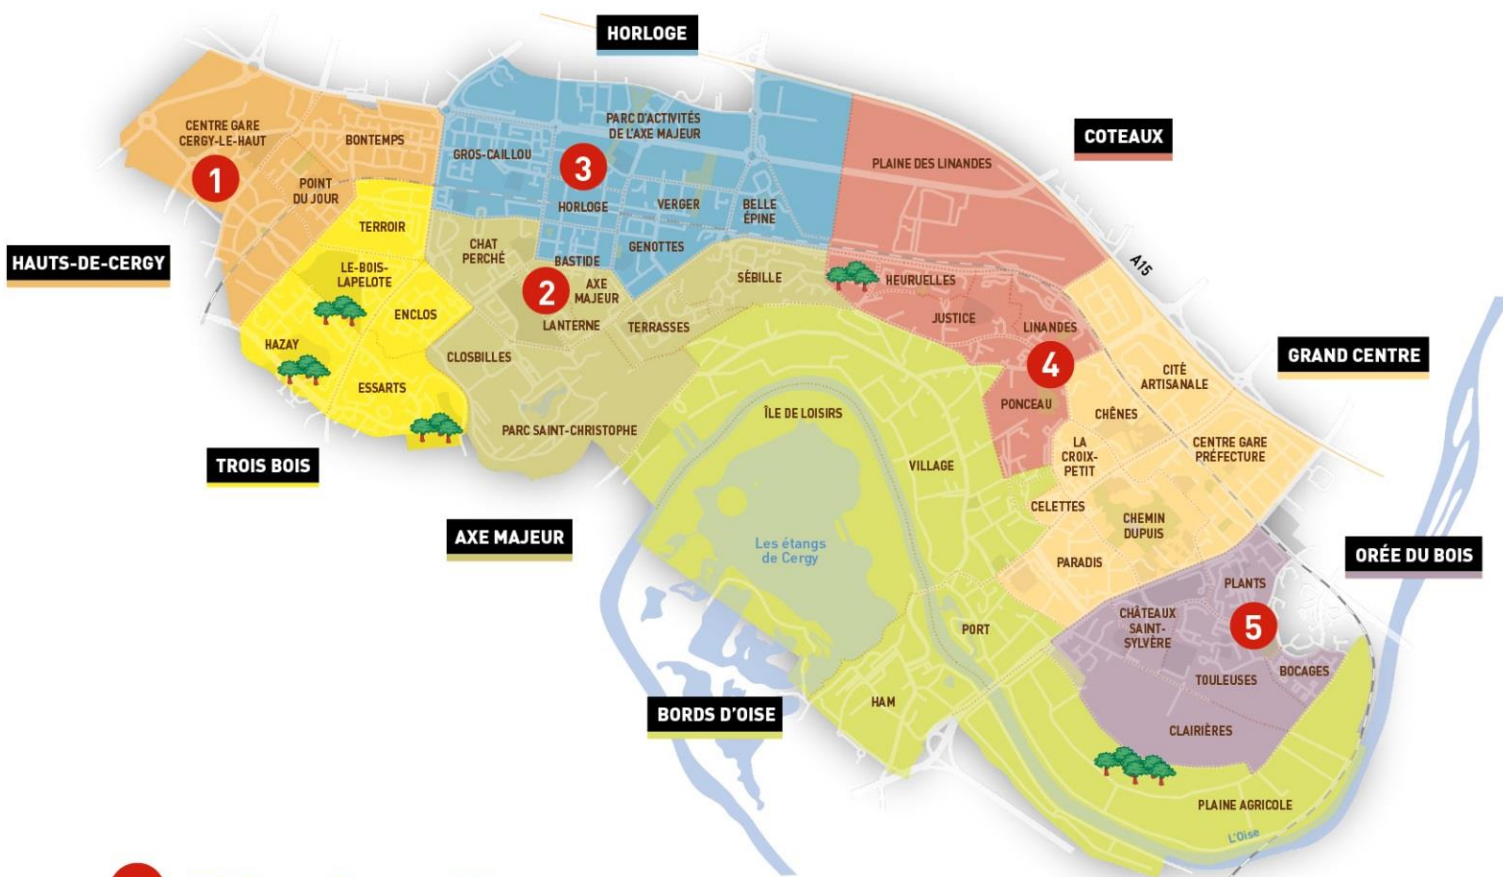 HORLOGE
COTEAUX
HAUTS-DE-CERGY
GRAND CENTRE
TROIS BOIS
AXE MAJEUR
ORÉE DU BOIS
BORDS D'OISE
CENTRE GARE
CERGY-LE-HAUT
1
BONTEMPS
POINT
DU JOUR
TERROIR
LE-BOIS-
LAPELOTE
ENCLOS
HAZAY
ESSARTS
PARC D'ACTIVITÉS
DE L'AXE MAJEUR
GROS-CAILLOU
3
HORLOGE
VERGER
BELLE
ÉPINE
GENOTTES
BASTIDE
CHAT
PERCHÉ
2
AXE
MAJEUR
LANTERNE
TERRASSES
SÉBILLE
CLOSBILLES
PARC SAINT-CHRISTOPHE
PLAINE DES LINANDES
A15
HEURUELLES
JUSTICE
LINANDES
4
PONCEAU
CITÉ
ARTISANALE
CHÊNES
LA
CROIX-
PETIT
CENTRE GARE
PRÉFECTURE
CELETTES
CHEMIN
DUPUIS
PARADIS
ÎLE DE LOISIRS
VILLAGE
Les étangs
de Cergy
PORT
HAM
PLANTS
CHÂTEAUX
SAINT-
SYLVÈRE
5
BOCAGES
TOULEUSES
CLAIRIÈRES
PLAINE AGRICOLE
L'Oise